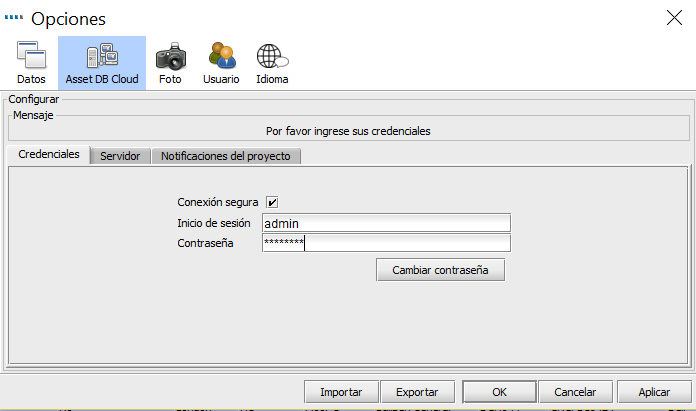 Opciones
Datos Asset DB Cloud Foto Usuario Idioma
Configurar
Mensaje
Por favor ingrese sus credenciales
Credenciales Servidor Notificaciones del proyecto
Conexión segura
Inicio de sesión admin
Contraseña ********
Cambiar contraseña
Importar Exportar OK Cancelar Aplicar